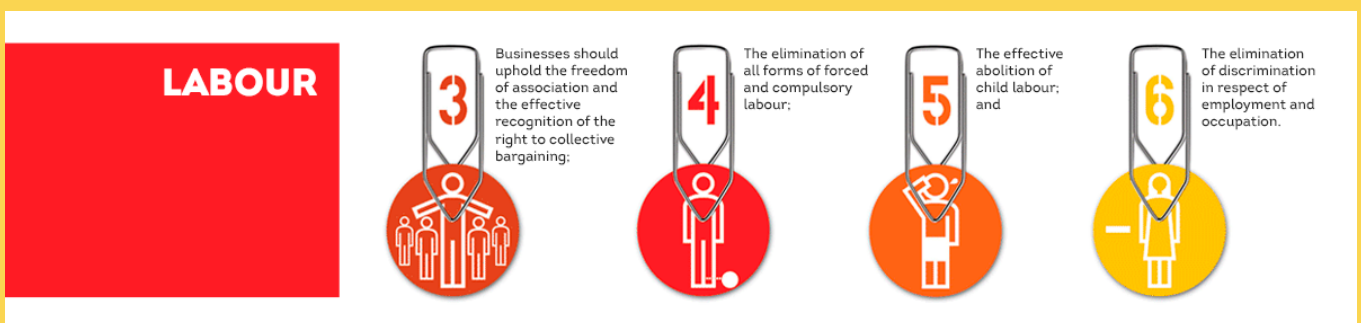 LABOUR
3
Businesses should
uphold the freedom
of association and
the effective
recognition of the
right to collective
bargaining;
4
The elimination of
all forms of forced
and compulsory
labour;
5
The effective
abolition of
child labour;
and
6
The elimination
of discrimination
in respect of
employment and
occupation.